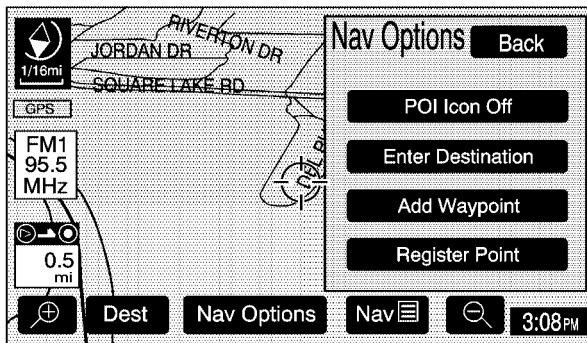 RIVERTON DR
JORDAN DR
1/16mi
SQUARE LAKE RD
GPS
FM1
95.5
MHz
0.5
mi
Nav Options
Back
POI Icon Off
Enter Destination
Add Waypoint
Register Point
Dest
Nav Options
Nav
3:08PM